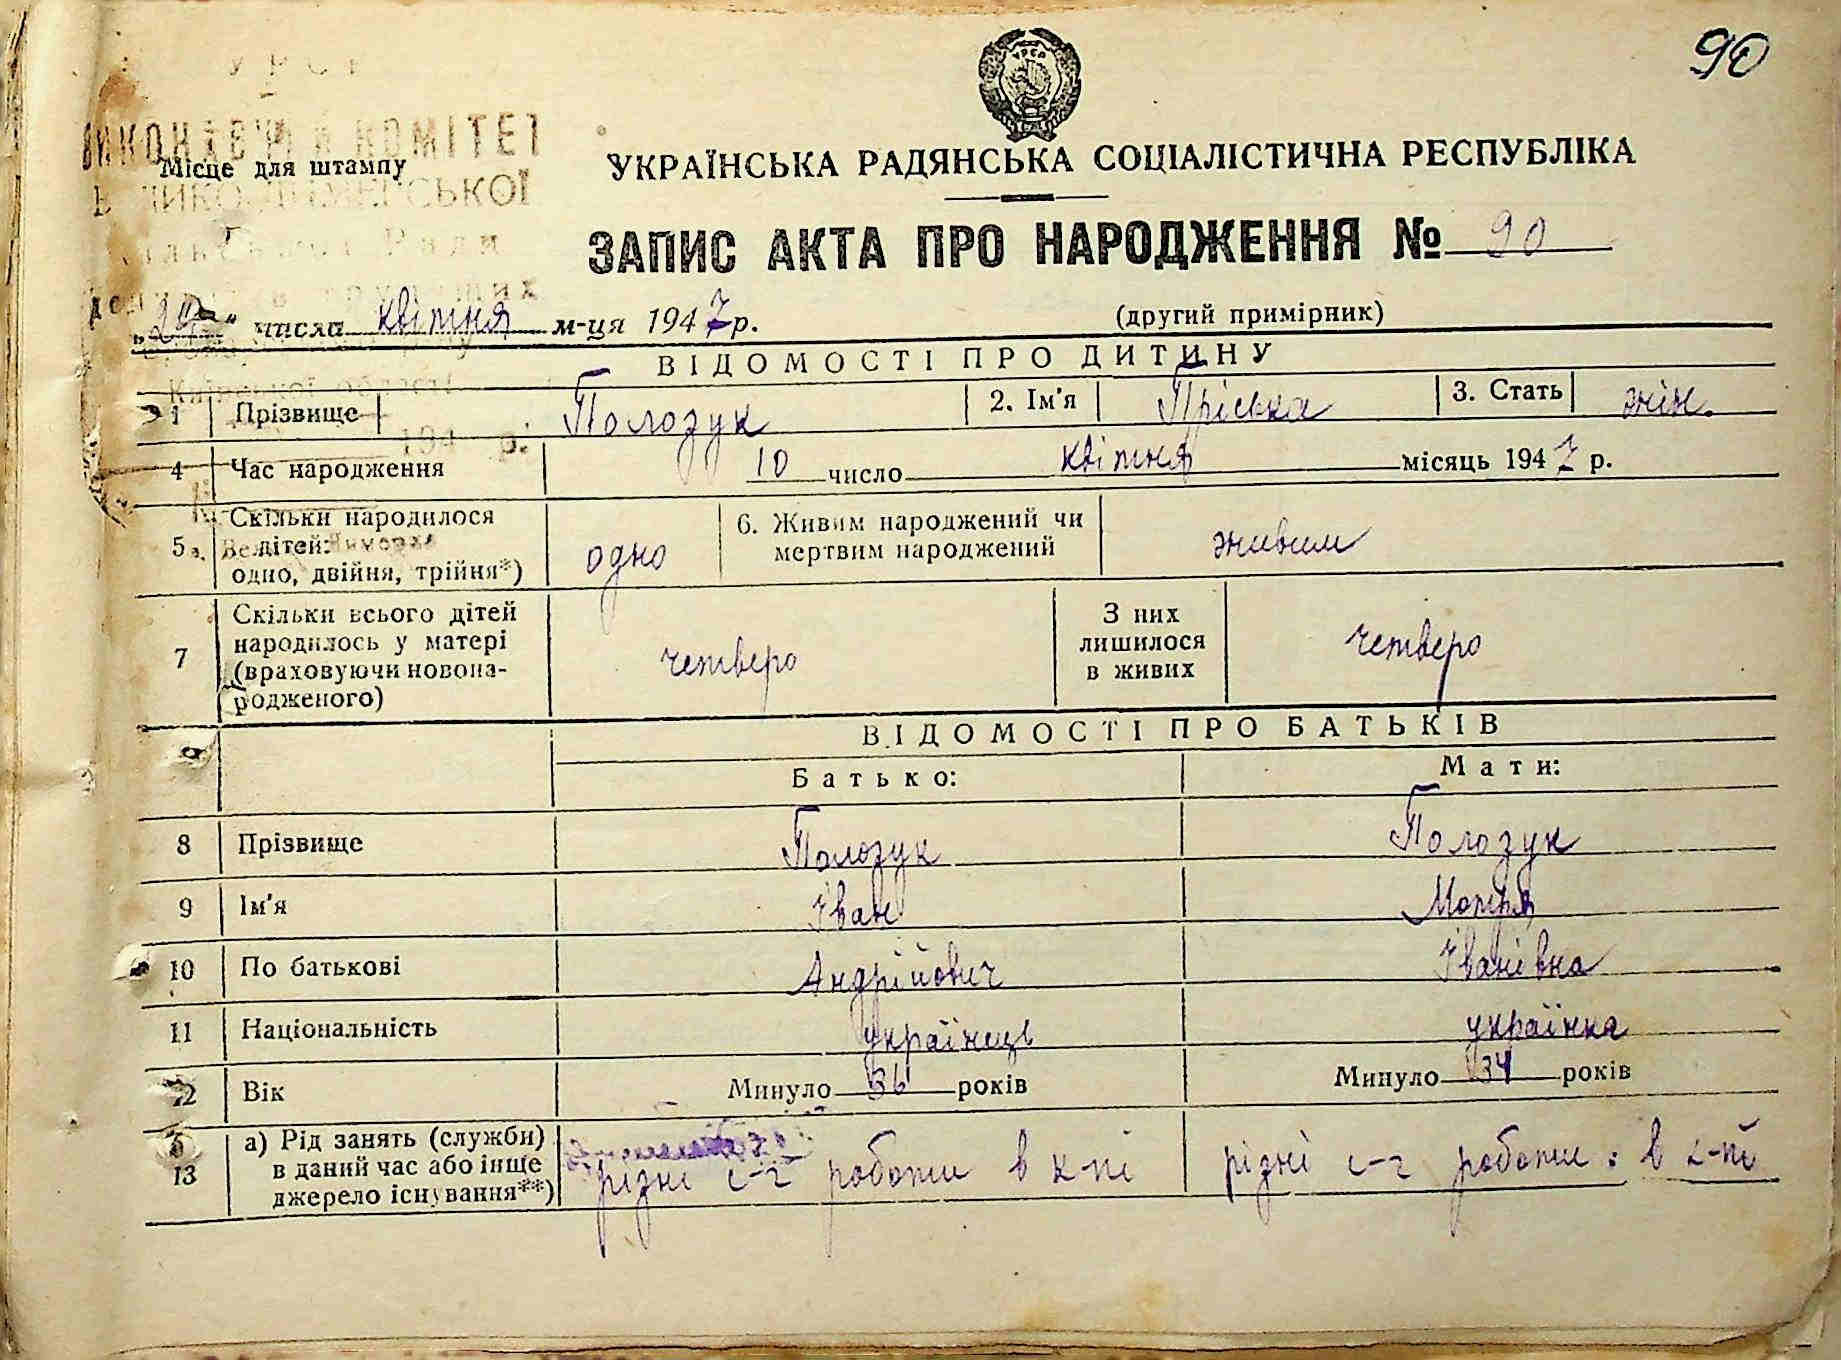 90
УРСР
ВИКОНАВЧИЙ КОМІТЕТ
Місце для штампу
УКРАЇНСЬКА РАДЯНСЬКА СОЦІАЛІСТИЧНА РЕСПУБЛІКА
ЗАПИС АКТА ПРО НАРОДЖЕННЯ № 90
числа квітня м-ця 1947 р. (другий примірник)
ВІДОМОСТІ ПРО ДИТИНУ
1 Прізвище Полозук 2. Ім'я Пріська 3. Стать жін.
4 Час народження 10 число квітня місяць 1947 р.
5 Скільки народилося дітей: одно, двійня, трійня*) одно 6. Живим народжений чи мертвим народжений живим
7 Скільки всього дітей народилось у матері (враховуючи новонародженого) четверо З них лишилося в живих четверо
ВІДОМОСТІ ПРО БАТЬКІВ
Батько: Мати:
8 Прізвище Полозук Полозук
9 Ім'я Іван Мотря
10 По батькові Андрійович Іванівна
11 Національність українець українка
12 Вік Минуло 36 років Минуло 34 років
13 а) Рід занять (служби) в даний час або інше джерело існування**) різні с-г роботи в к-пі різні с-г роботи в к-пі